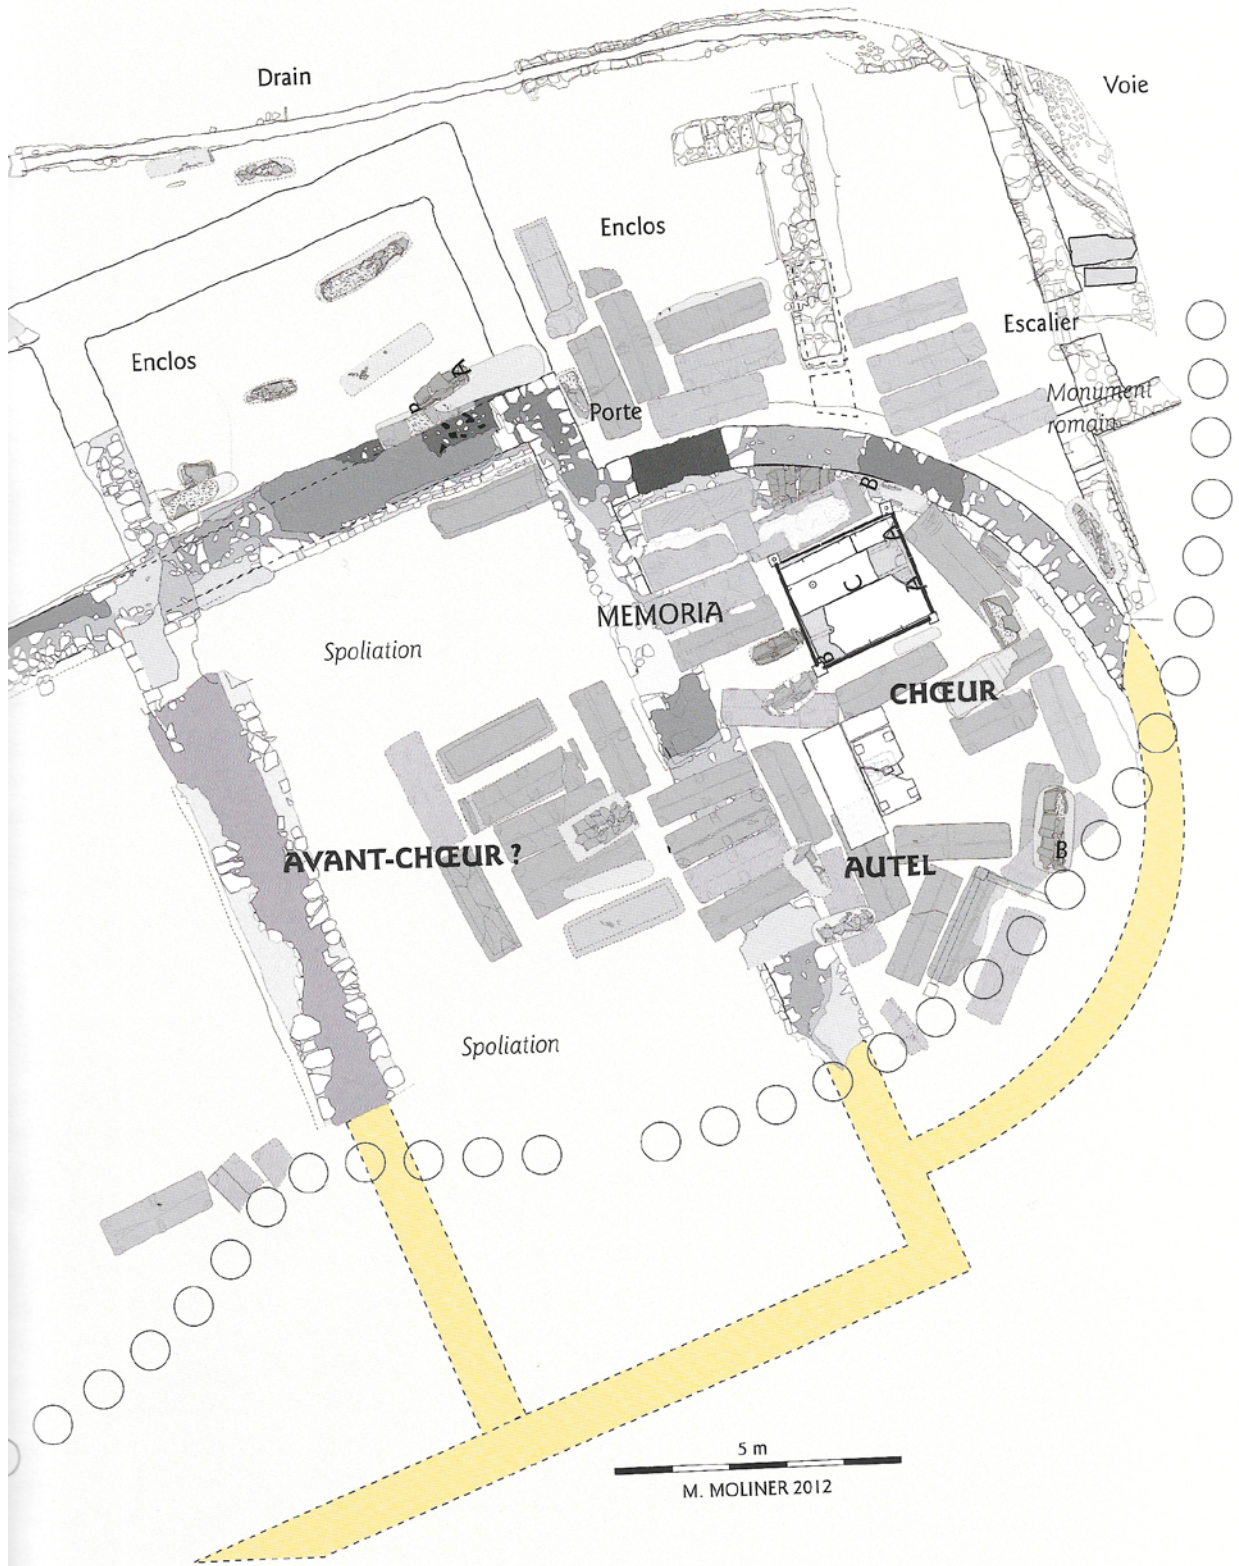 Drain
Voie
Enclos
Escalier
Enclos
A
B
Porte
Monument
romain
B
A
A
C
MEMORIA
B
Spoliation
CHŒUR
AVANT-CHŒUR ?
AUTEL
B
Spoliation
5 m
M. MOLINER 2012